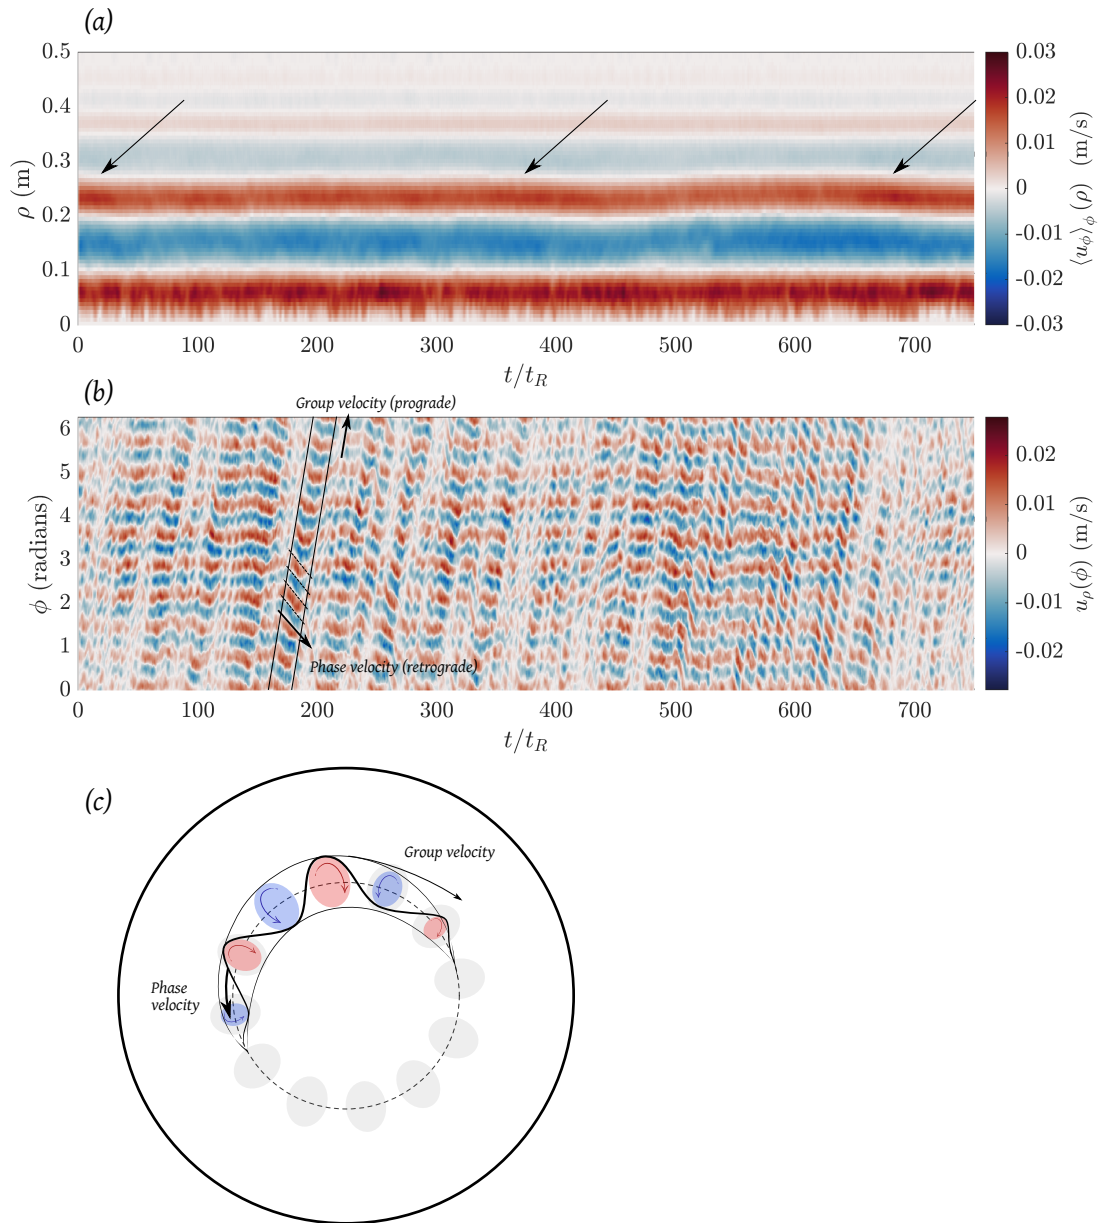 (a)
0.5
0.4
0.3
0.2
0.1
0
ρ (m)
0 100 200 300 400 500 600 700
t/t_R
0.03
0.02
0.01
0
-0.01
-0.02
-0.03
⟨u_ϕ⟩_ϕ (ρ) (m/s)
(b)
Group velocity (prograde)
6
5
4
3
2
1
0
ϕ (radians)
Phase velocity (retrograde)
0 100 200 300 400 500 600 700
t/t_R
0.02
0.01
0
-0.01
-0.02
u_ρ(ϕ) (m/s)
(c)
Group velocity
Phase
velocity